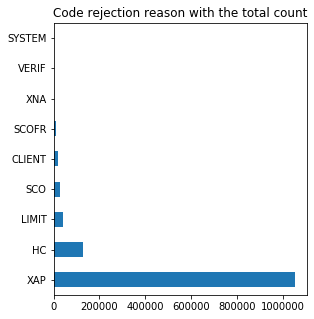 Code rejection reason with the total count
SYSTEM
VERIF
XNA
SCOFR
CLIENT
SCO
LIMIT
HC
XAP
0 200000 400000 600000 800000 1000000